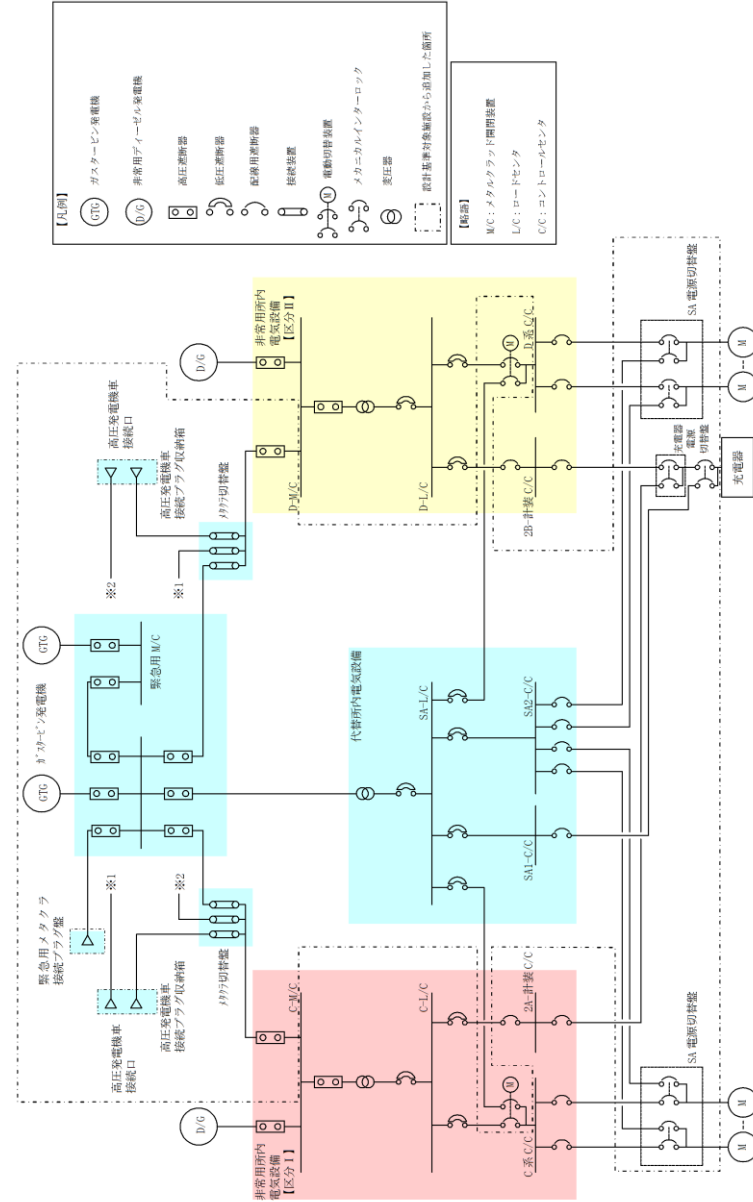 【凡例】
GTG
ガスタービン発電機
D/G
非常用ディーゼル発電機
高圧遮断器
低圧遮断器
配線用遮断器
接続装置
M
電動切替装置
メカニカルインターロック
変圧器
設計基準対象施設から追加した箇所
【略語】
M/C：メタルクラッド開閉装置
L/C：ロードセンタ
C/C：コントロールセンタ
GTG
ガスタービン発電機
GTG
緊急用 M/C
緊急用メタクラ
接続プラグ盤
※1
※2
高圧発電機車
接続口
高圧発電機車
接続プラグ収納箱
メタクラ切替盤
※2
※1
高圧発電機車
接続口
高圧発電機車
接続プラグ収納箱
メタクラ切替盤
D/G
非常用所内
電気設備
【区分Ⅰ】
C-M/C
C-L/C
M
C系 C/C
2A-計装 C/C
代替所内電気設備
SA-L/C
SA1-C/C
SA2-C/C
D/G
非常用所内
電気設備
【区分Ⅱ】
D-M/C
D-L/C
M
2B-計装 C/C
D系 C/C
SA 電源切替盤
M
M
充電器
電源
切替盤
充電器
SA 電源切替盤
M
M